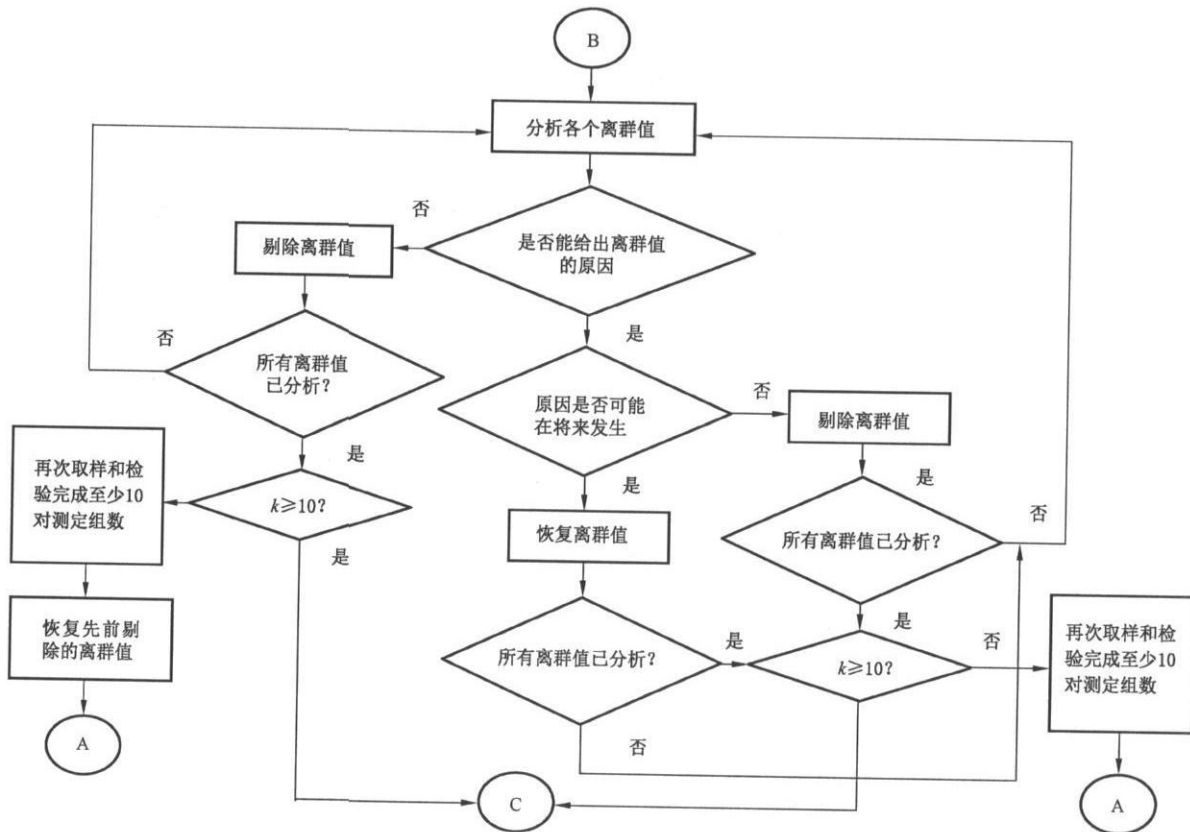 B
分析各个离群值
否
是否能给出离群值
的原因
剔除离群值
是
否
所有离群值
已分析？
原因是否可能
在将来发生
否
剔除离群值
是
再次取样和检
验完成至少10
对测定组数
k≥10？
是
是
恢复离群值
所有离群值已分析？
否
是
恢复先前剔
除的离群值
所有离群值已分析？
是
是
k≥10？
否
再次取样和检
验完成至少10
对测定组数
A
否
C
A